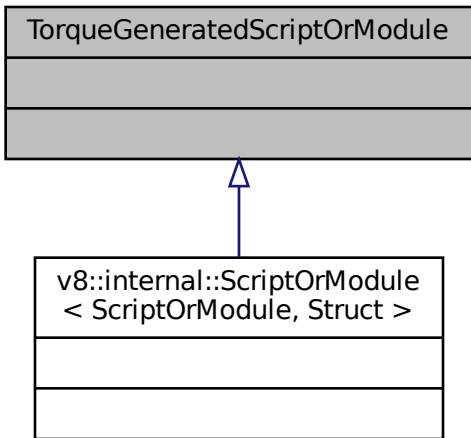 TorqueGeneratedScriptOrModule
v8::internal::ScriptOrModule
< ScriptOrModule, Struct >